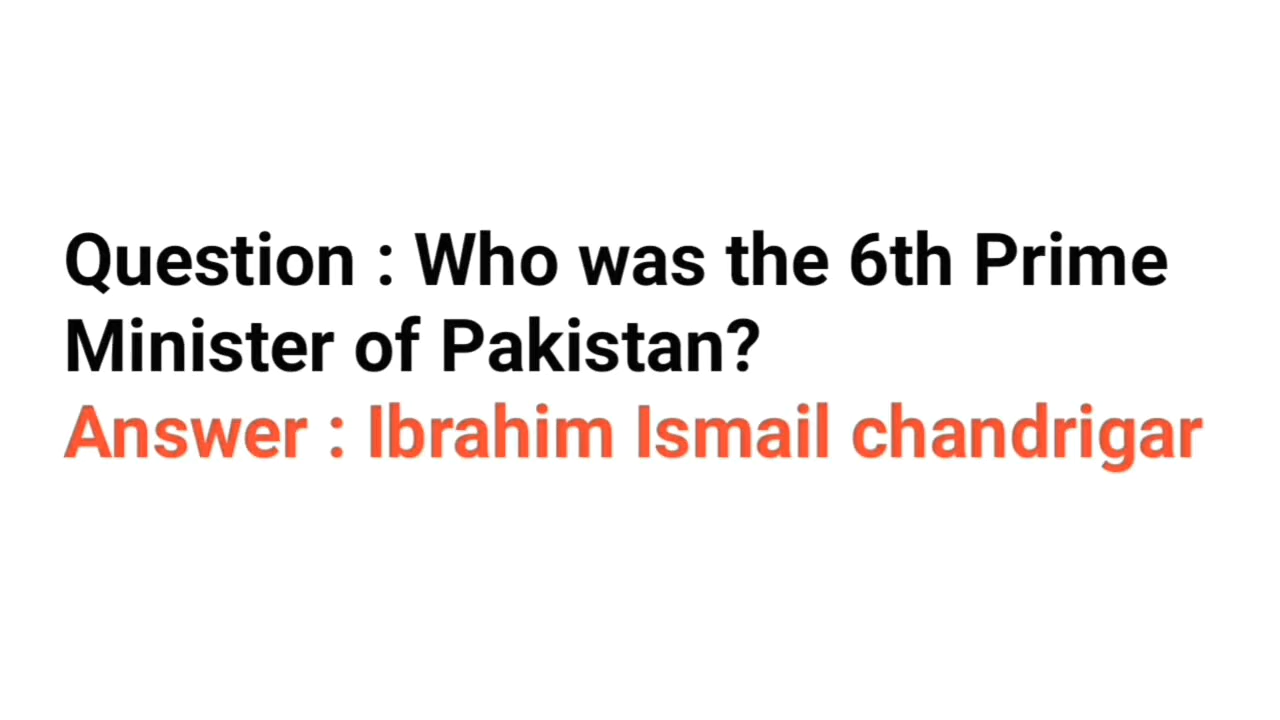 Question : Who was the 6th Prime
Minister of Pakistan?
Answer : Ibrahim Ismail chandrigar